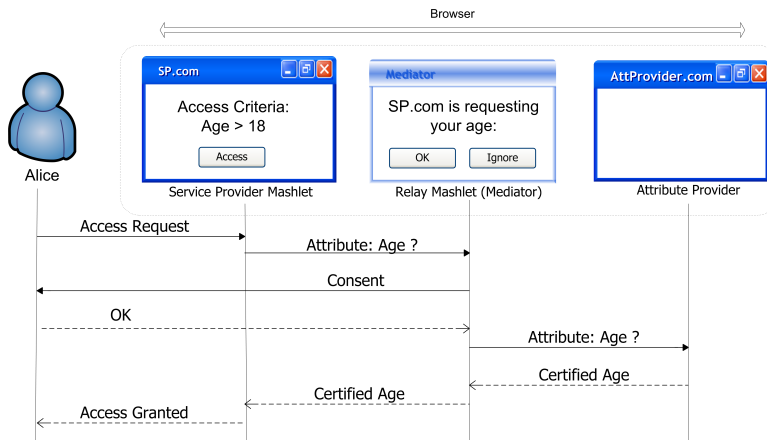 Browser
SP.com
Access Criteria:
Age > 18
Access
Mediator
SP.com is requesting
your age:
OK
Ignore
AttProvider.com
Alice
Service Provider Mashlet
Relay Mashlet (Mediator)
Attribute Provider
Access Request
Attribute: Age ?
Consent
OK
Attribute: Age ?
Certified Age
Certified Age
Access Granted